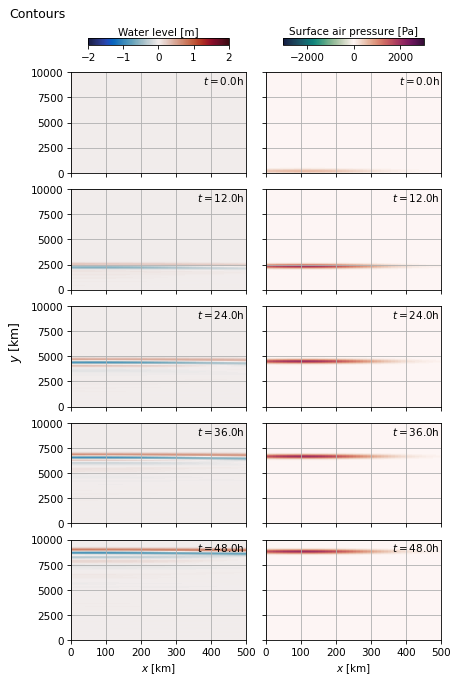 Contours
Water level [m] Surface air pressure [Pa]
−2 −1 0 1 2 −2000 0 2000
10000 t = 0.0h t = 0.0h
7500
5000
2500
0
10000 t = 12.0h t = 12.0h
7500
5000
2500
0
10000 t = 24.0h t = 24.0h
7500
y [km]
5000
2500
0
10000 t = 36.0h t = 36.0h
7500
5000
2500
0
10000 t = 48.0h t = 48.0h
7500
5000
2500
0
0 100 200 300 400 500 0 100 200 300 400 500
x [km] x [km]